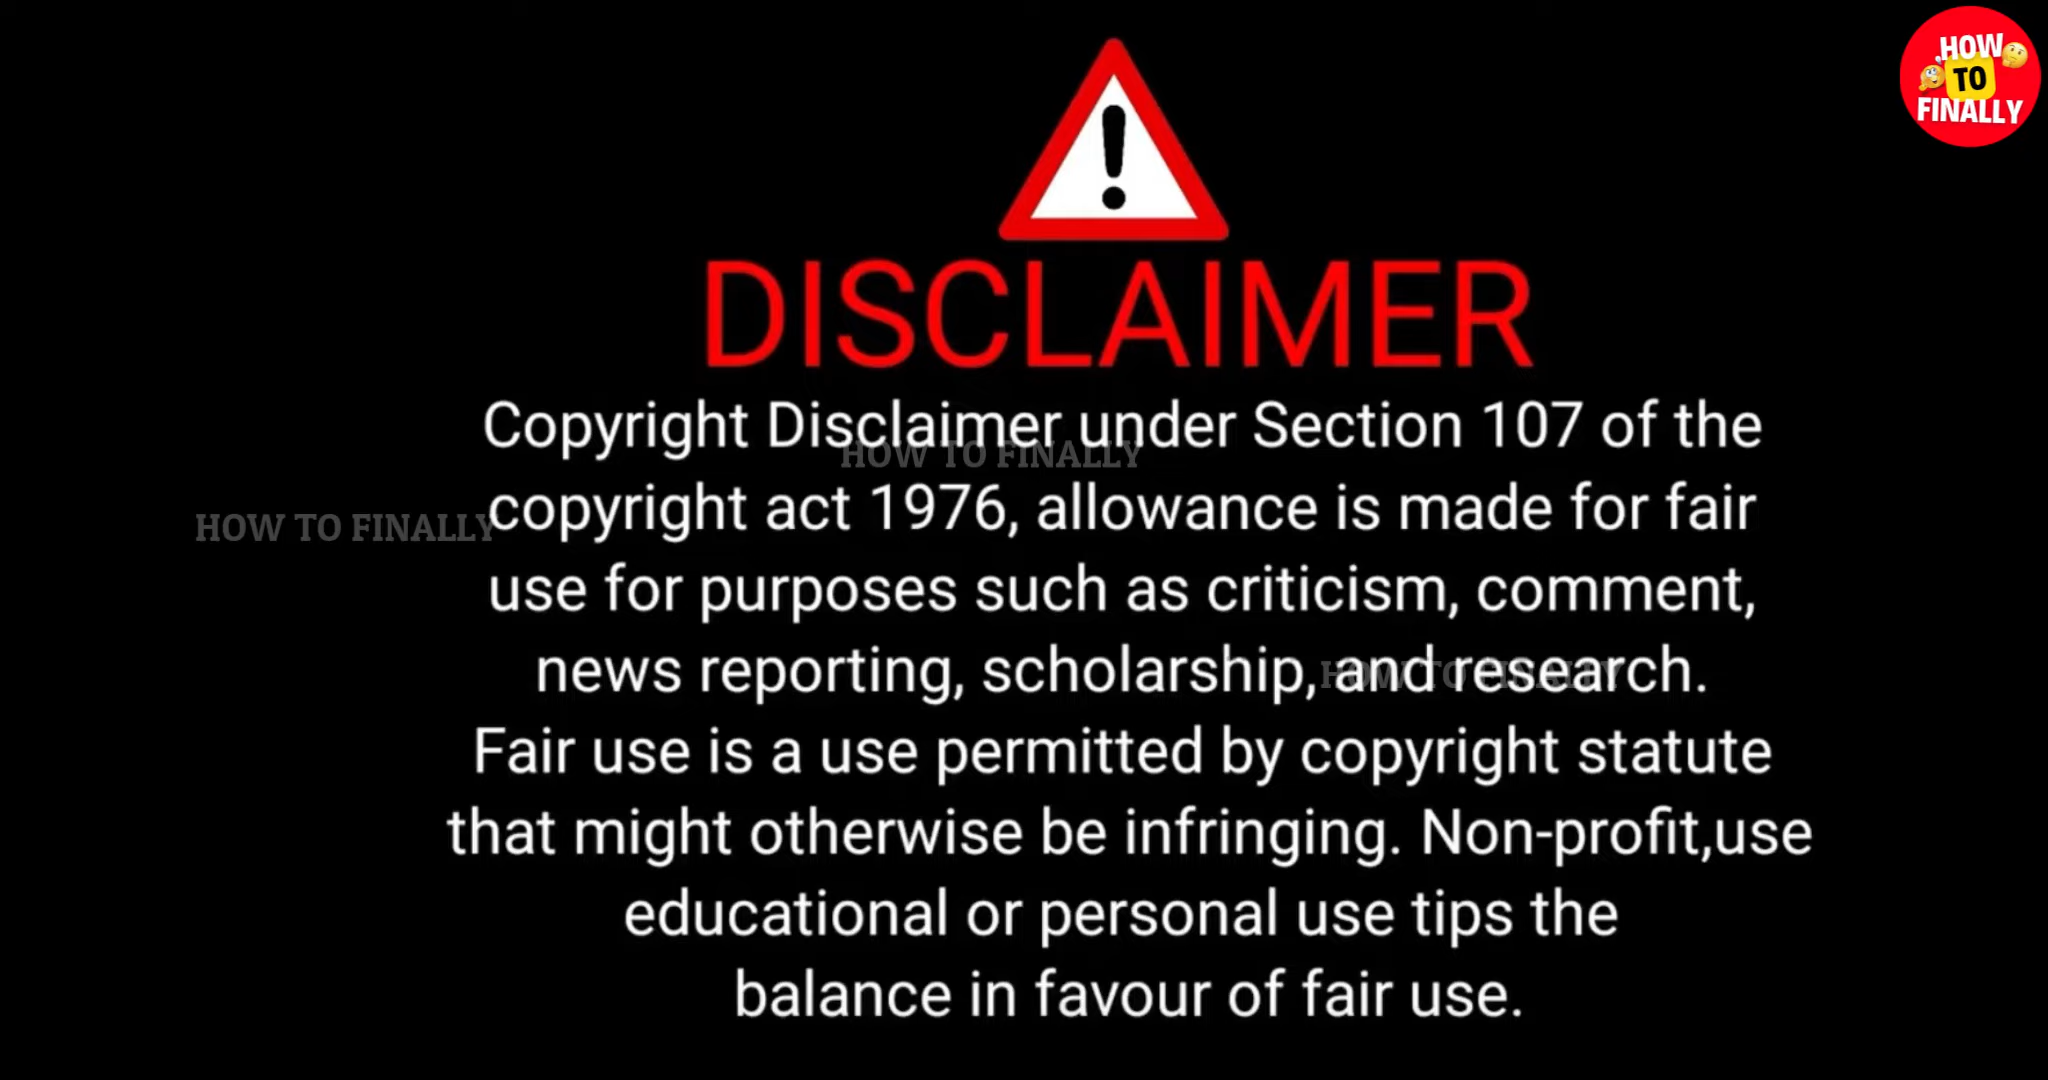 HOW
TO
FINALLY
DISCLAIMER
Copyright Disclaimer under Section 107 of the
HOW TO FINALLY
copyright act 1976, allowance is made for fair
HOW TO FINALLY
use for purposes such as criticism, comment,
news reporting, scholarship, and research.
HOW TO FINALLY
Fair use is a use permitted by copyright statute
that might otherwise be infringing. Non-profit,use
educational or personal use tips the
balance in favour of fair use.